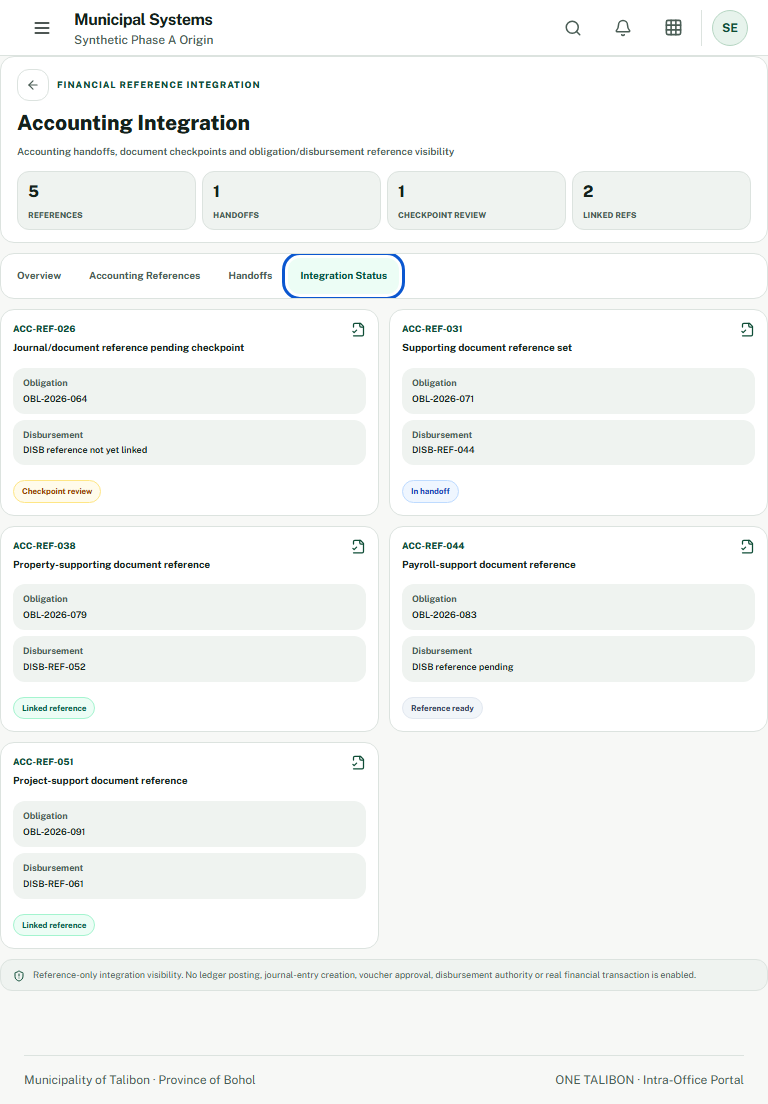 Municipal Systems
Synthetic Phase A Origin
SE
FINANCIAL REFERENCE INTEGRATION
Accounting Integration
Accounting handoffs, document checkpoints and obligation/disbursement reference visibility
5
REFERENCES
1
HANDOFFS
1
CHECKPOINT REVIEW
2
LINKED REFS
Overview
Accounting References
Handoffs
Integration Status
ACC-REF-026
Journal/document reference pending checkpoint
Obligation
OBL-2026-064
Disbursement
DISB reference not yet linked
Checkpoint review
ACC-REF-031
Supporting document reference set
Obligation
OBL-2026-071
Disbursement
DISB-REF-044
In handoff
ACC-REF-038
Property-supporting document reference
Obligation
OBL-2026-079
Disbursement
DISB-REF-052
Linked reference
ACC-REF-044
Payroll-support document reference
Obligation
OBL-2026-083
Disbursement
DISB reference pending
Reference ready
ACC-REF-051
Project-support document reference
Obligation
OBL-2026-091
Disbursement
DISB-REF-061
Linked reference
Reference-only integration visibility. No ledger posting, journal-entry creation, voucher approval, disbursement authority or real financial transaction is enabled.
Municipality of Talibon · Province of Bohol
ONE TALIBON · Intra-Office Portal